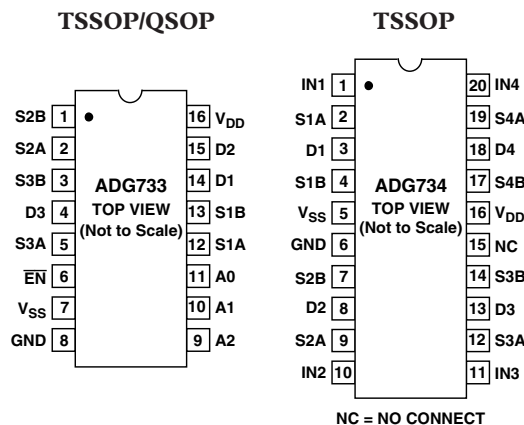 TSSOP/QSOP
S2B 1 16 VDD
S2A 2 15 D2
S3B 3 14 D1
D3 4 13 S1B
S3A 5 12 S1A
EN 6 11 A0
VSS 7 10 A1
GND 8 9 A2
ADG733
TOP VIEW
(Not to Scale)
TSSOP
IN1 1 20 IN4
S1A 2 19 S4A
D1 3 18 D4
S1B 4 17 S4B
VSS 5 16 VDD
GND 6 15 NC
S2B 7 14 S3B
D2 8 13 D3
S2A 9 12 S3A
IN2 10 11 IN3
ADG734
TOP VIEW
(Not to Scale)
NC = NO CONNECT